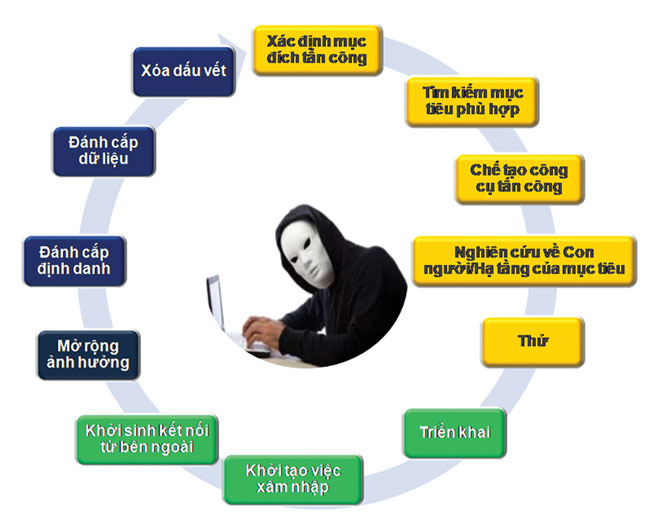 Xác định mục
đích tấn công
Tìm kiếm mục
tiêu phù hợp
Chế tạo công
cụ tấn công
Nghiên cứu về Con
người/Hạ tầng của mục tiêu
Thử
Triển khai
Khởi tạo việc
xâm nhập
Khởi sinh kết nối
từ bên ngoài
Mở rộng
ảnh hưởng
Đánh cắp
định danh
Đánh cắp
dữ liệu
Xóa dấu vết